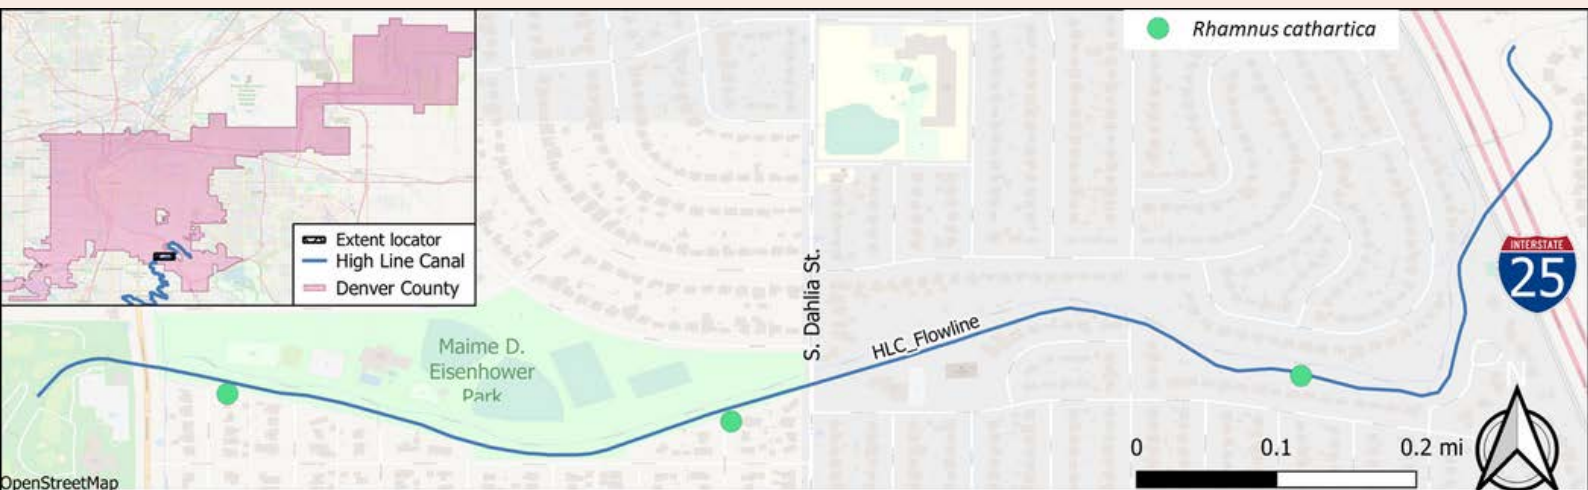 Rhamnus cathartica
Extent locator
High Line Canal
Denver County
S. Dahlia St.
HLC_Flowline
INTERSTATE
25
Maime D.
Eisenhower
Park
0 0.1 0.2 mi
N
OpenStreetMap